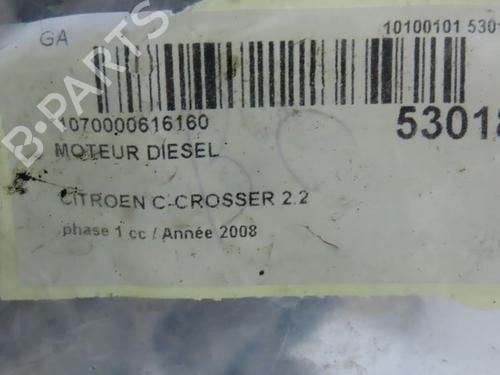 GA
10100101 5301
1070000616160
53018
MOTEUR DIESEL
CITROEN C-CROSSER 2.2
phase 1 cc / Année 2008
B-PARTS